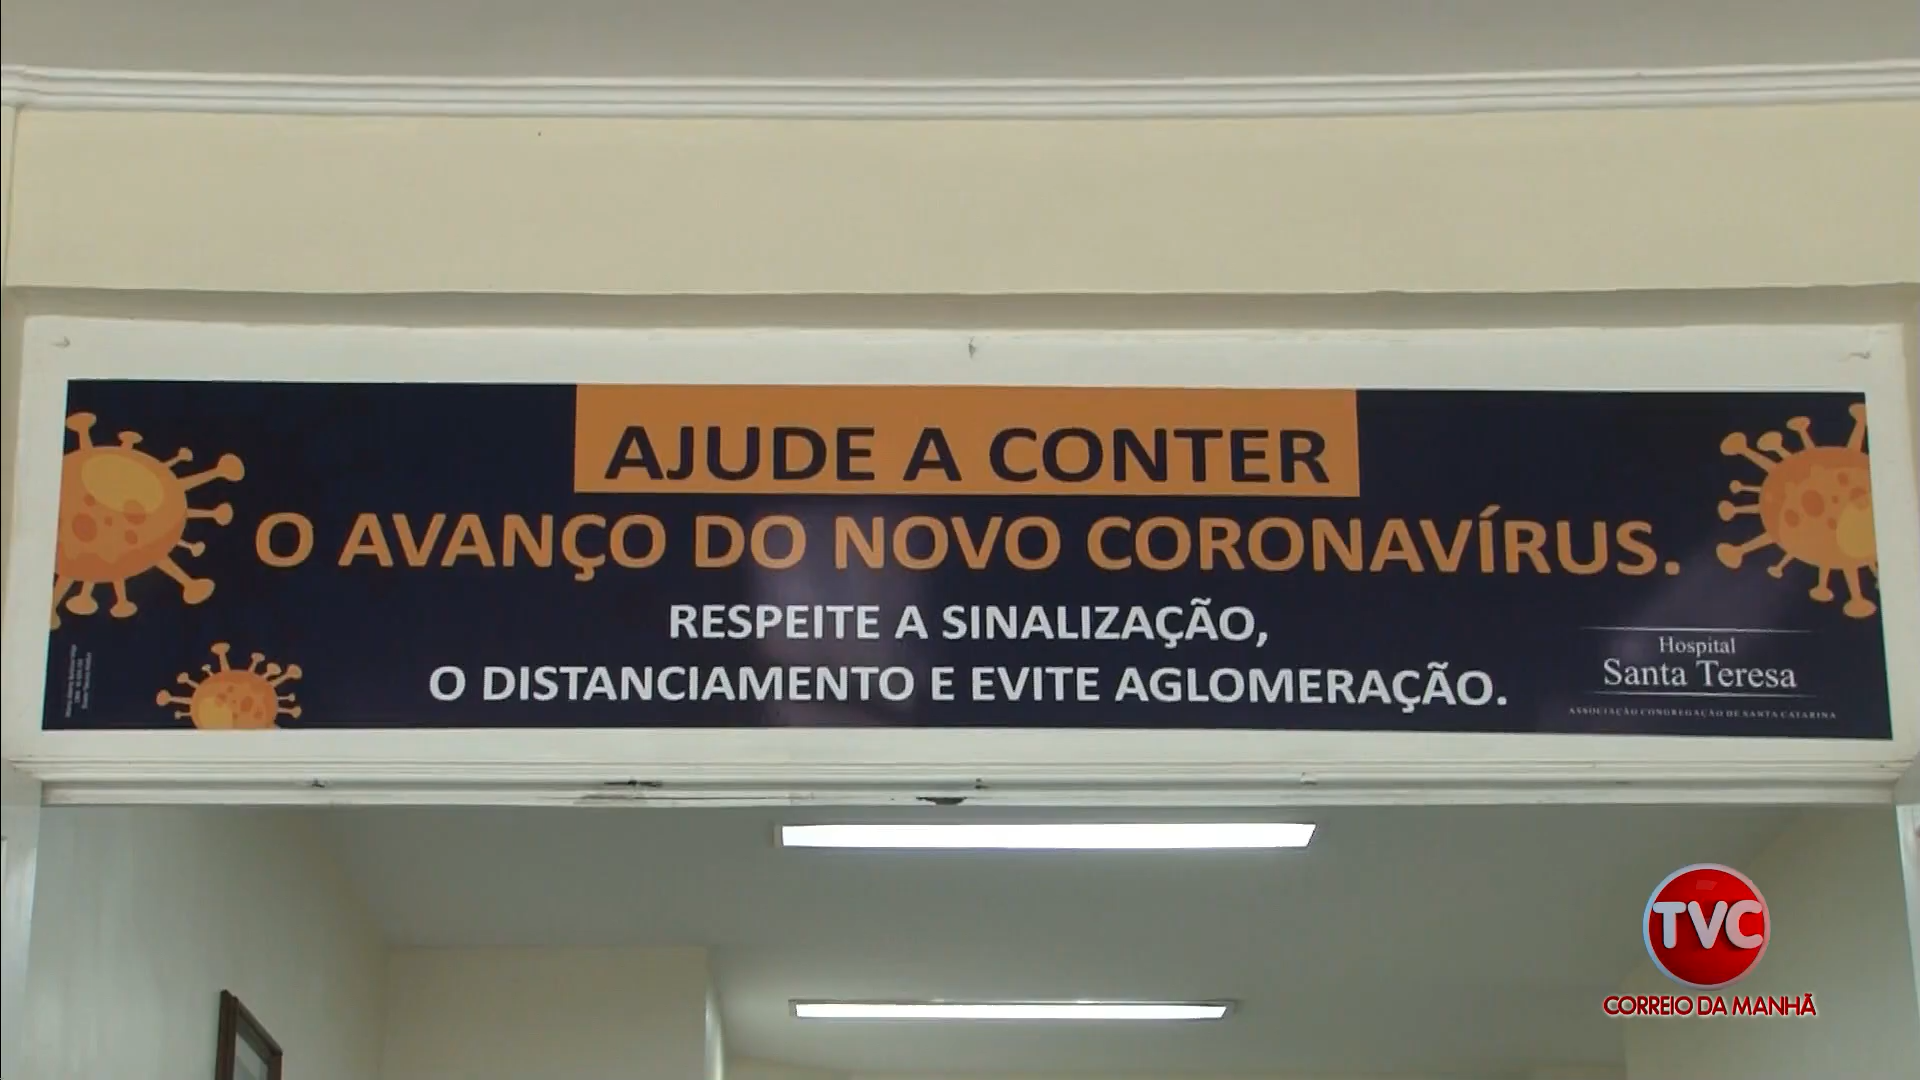 AJUDE A CONTER
O AVANÇO DO NOVO CORONAVÍRUS.
RESPEITE A SINALIZAÇÃO,
O DISTANCIAMENTO E EVITE AGLOMERAÇÃO.
Hospital
Santa Teresa
ASSOCIAÇÃO CONGREGAÇÃO DE SANTA CATARINA
TVC
CORREIO DA MANHÃ